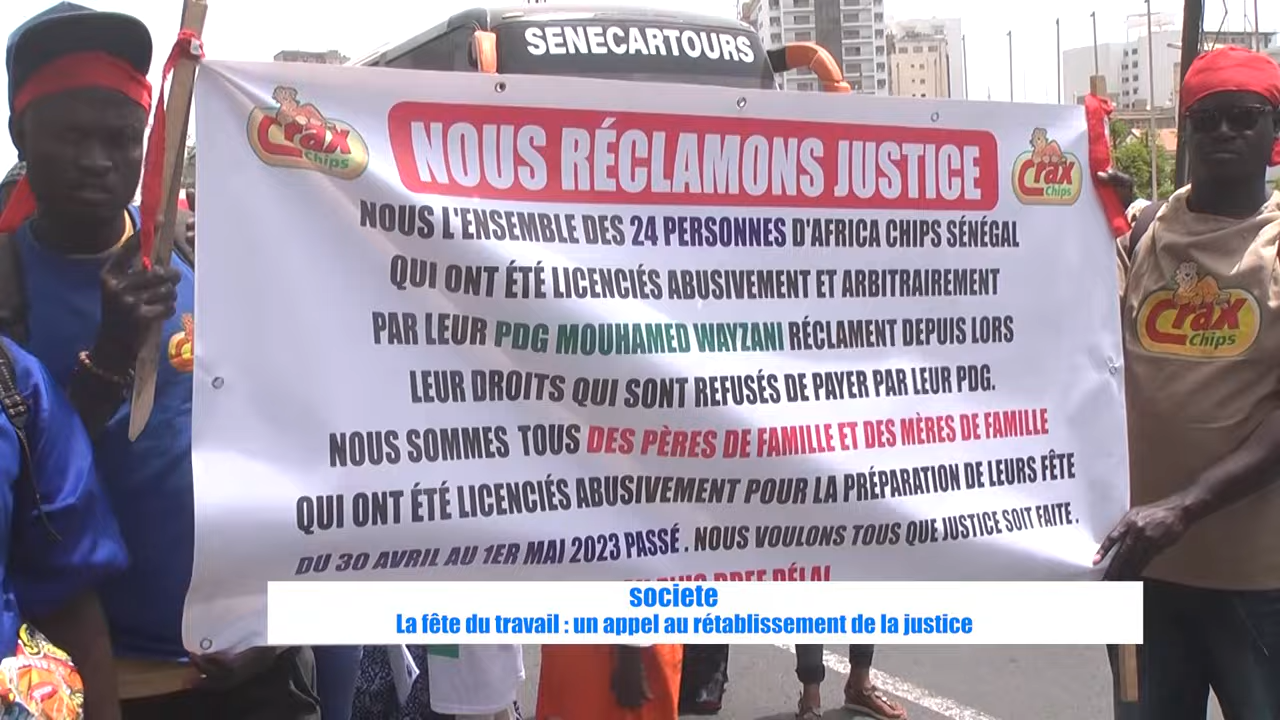 SENECARTOURS
Crax
Chips
NOUS RÉCLAMONS JUSTICE
Crax
Chips
NOUS L'ENSEMBLE DES 24 PERSONNES D'AFRICA CHIPS SÉNÉGAL
QUI ONT ÉTÉ LICENCIÉS ABUSIVEMENT ET ARBITRAIREMENT
PAR LEUR PDG MOUHAMED WAYZANI RÉCLAMENT DEPUIS LORS
LEUR DROITS QUI SONT REFUSÉS DE PAYER PAR LEUR PDG.
NOUS SOMMES TOUS DES PÈRES DE FAMILLE ET DES MÈRES DE FAMILLE
QUI ONT ÉTÉ LICENCIÉS ABUSIVEMENT POUR LA PRÉPARATION DE LEURS FÊTE
DU 30 AVRIL AU 1ER MAI 2023 PASSÉ. NOUS VOULONS TOUS QUE JUSTICE SOIT FAITE.
PLUS BREF DÉLAI
Crax
Chips
societe
La fête du travail : un appel au rétablissement de la justice